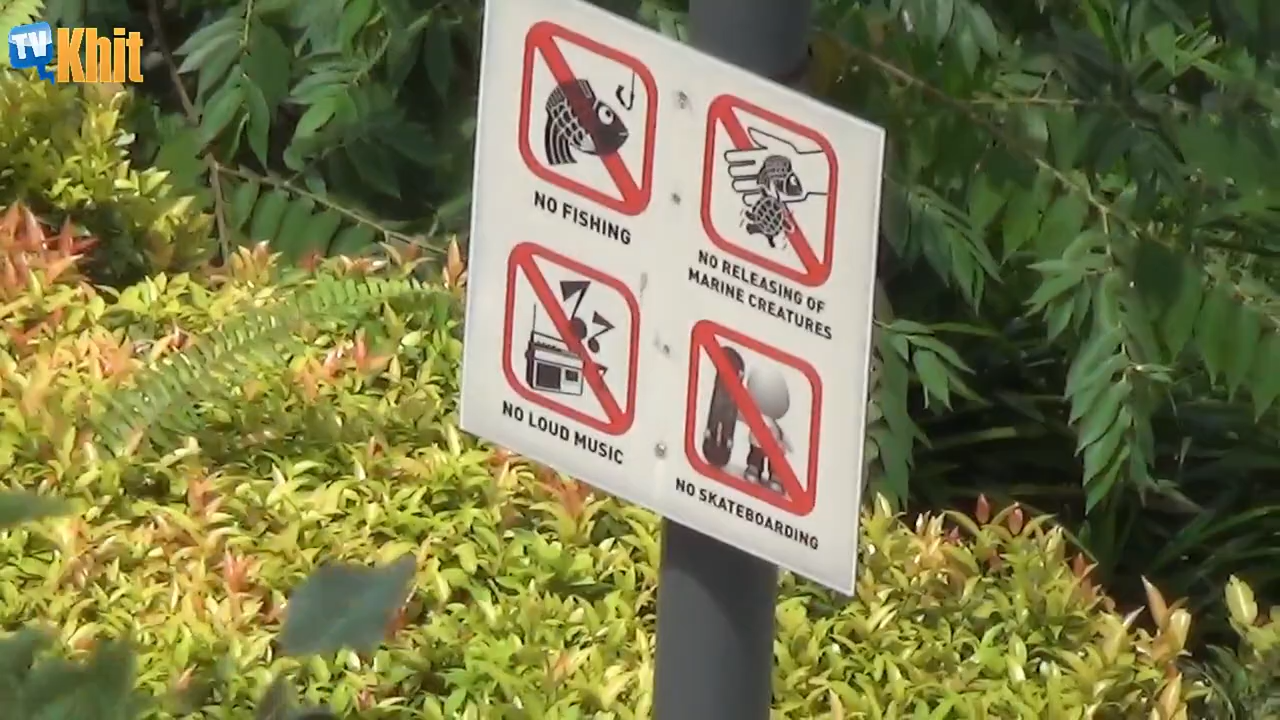 TV Khit
NO FISHING
NO RELEASING OF
MARINE CREATURES
NO LOUD MUSIC
NO SKATEBOARDING